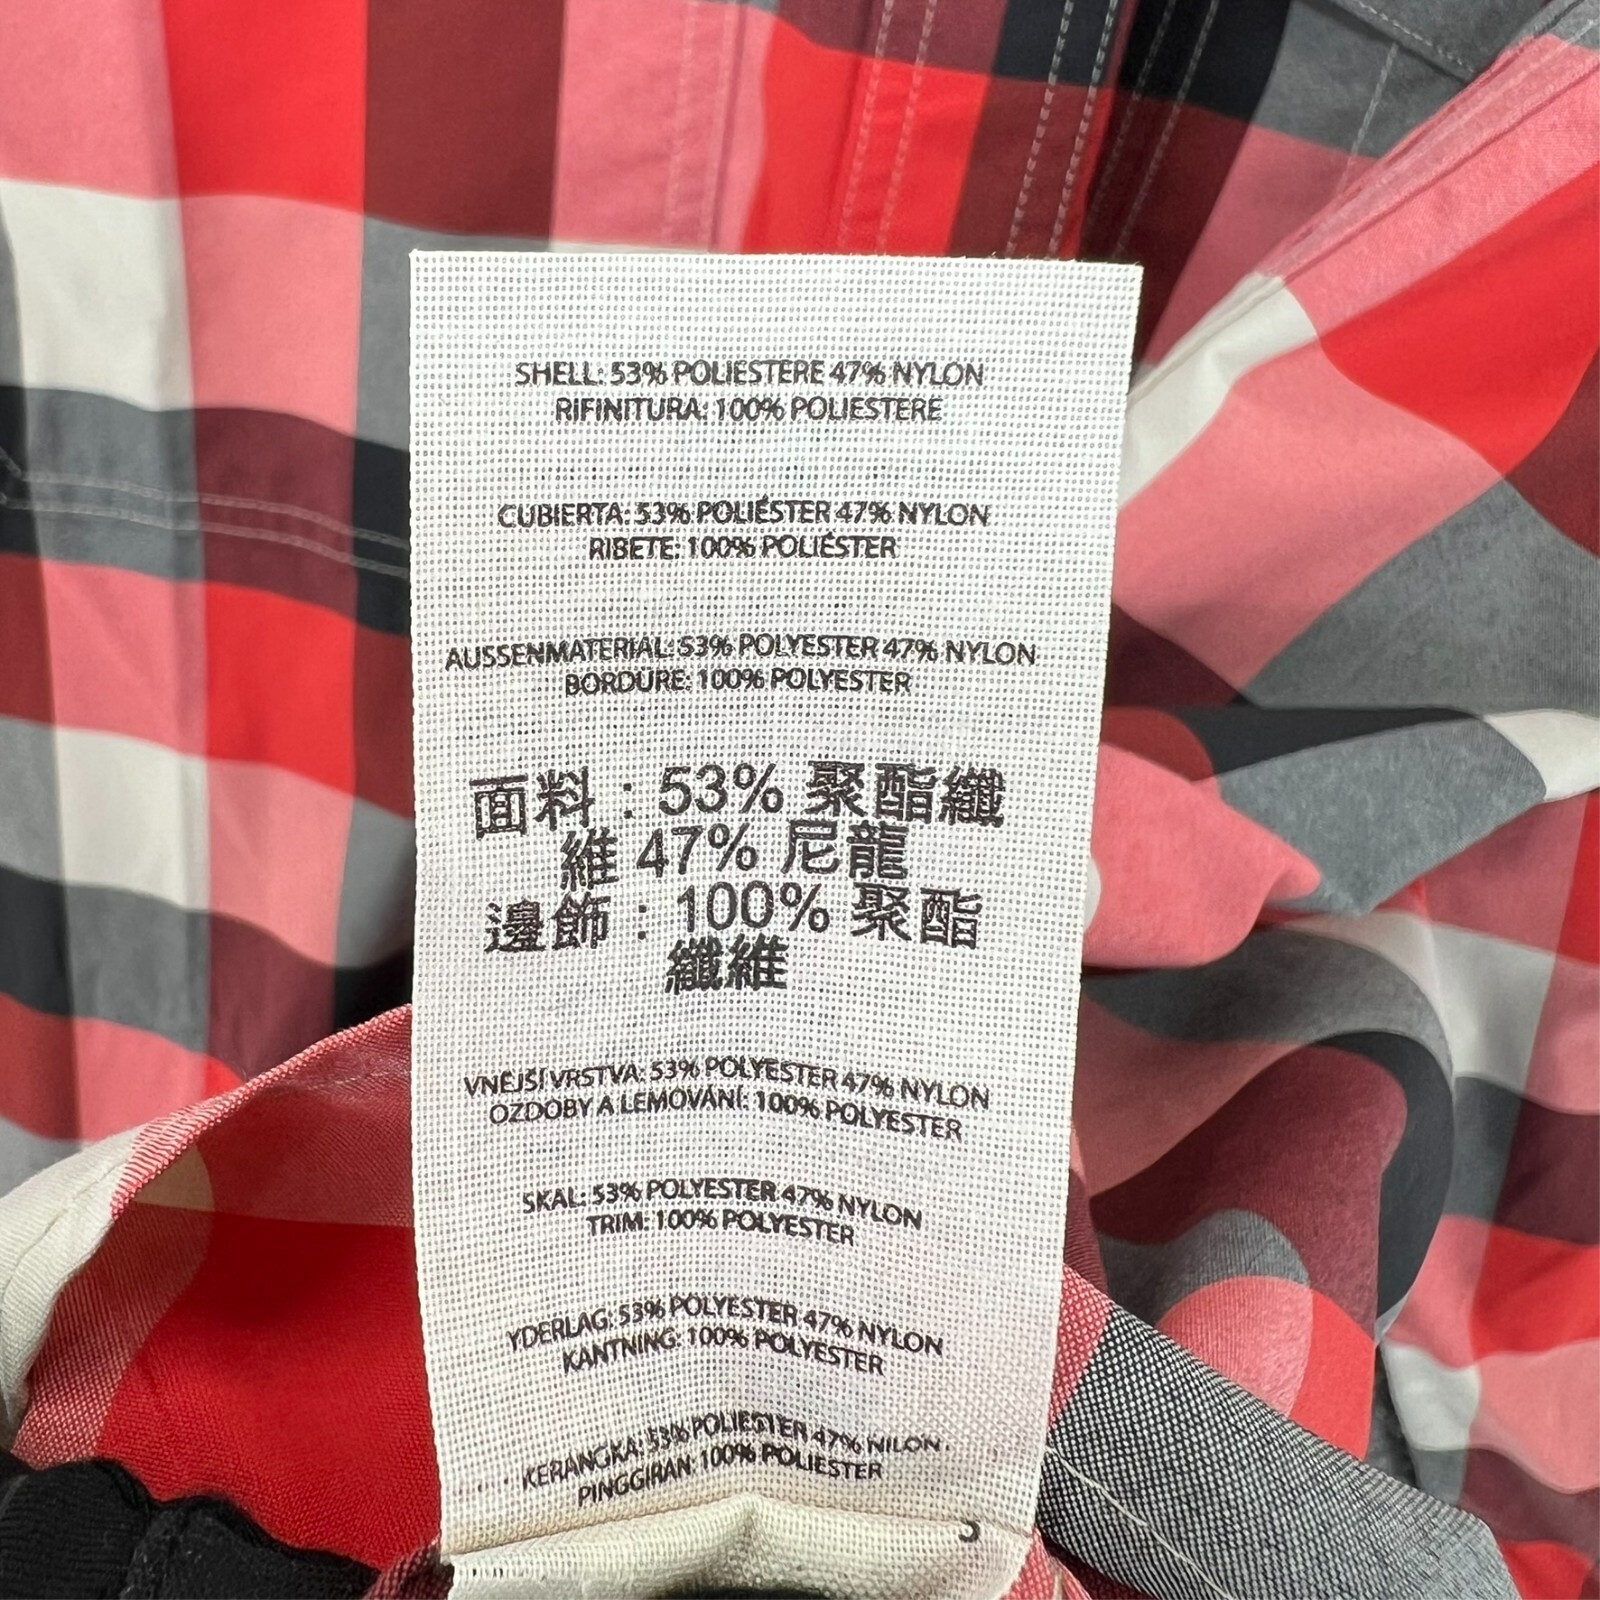 SHELL: 53% POLIESTERE 47% NYLON
RIFINITURA: 100% POLIESTERE
CUBIERTA: 53% POLIÉSTER 47% NYLON
RIBETE: 100% POLIÉSTER
AUSSENMATERIAL: 53% POLYESTER 47% NYLON
BORDÜRE: 100% POLYESTER
面料：53% 聚酯纖
維 47% 尼龍
邊飾：100% 聚酯
纖維
VNĚJŠÍ VRSTVA: 53% POLYESTER 47% NYLON
OZDOBY A LEMOVÁNÍ: 100% POLYESTER
SKAL: 53% POLYESTER 47% NYLON
TRIM: 100% POLYESTER
YDERLAG: 53% POLYESTER 47% NYLON
KANTNING: 100% POLYESTER
KERANGKA: 53% POLIESTER 47% NILON
PINGGIRAN: 100% POLIESTER